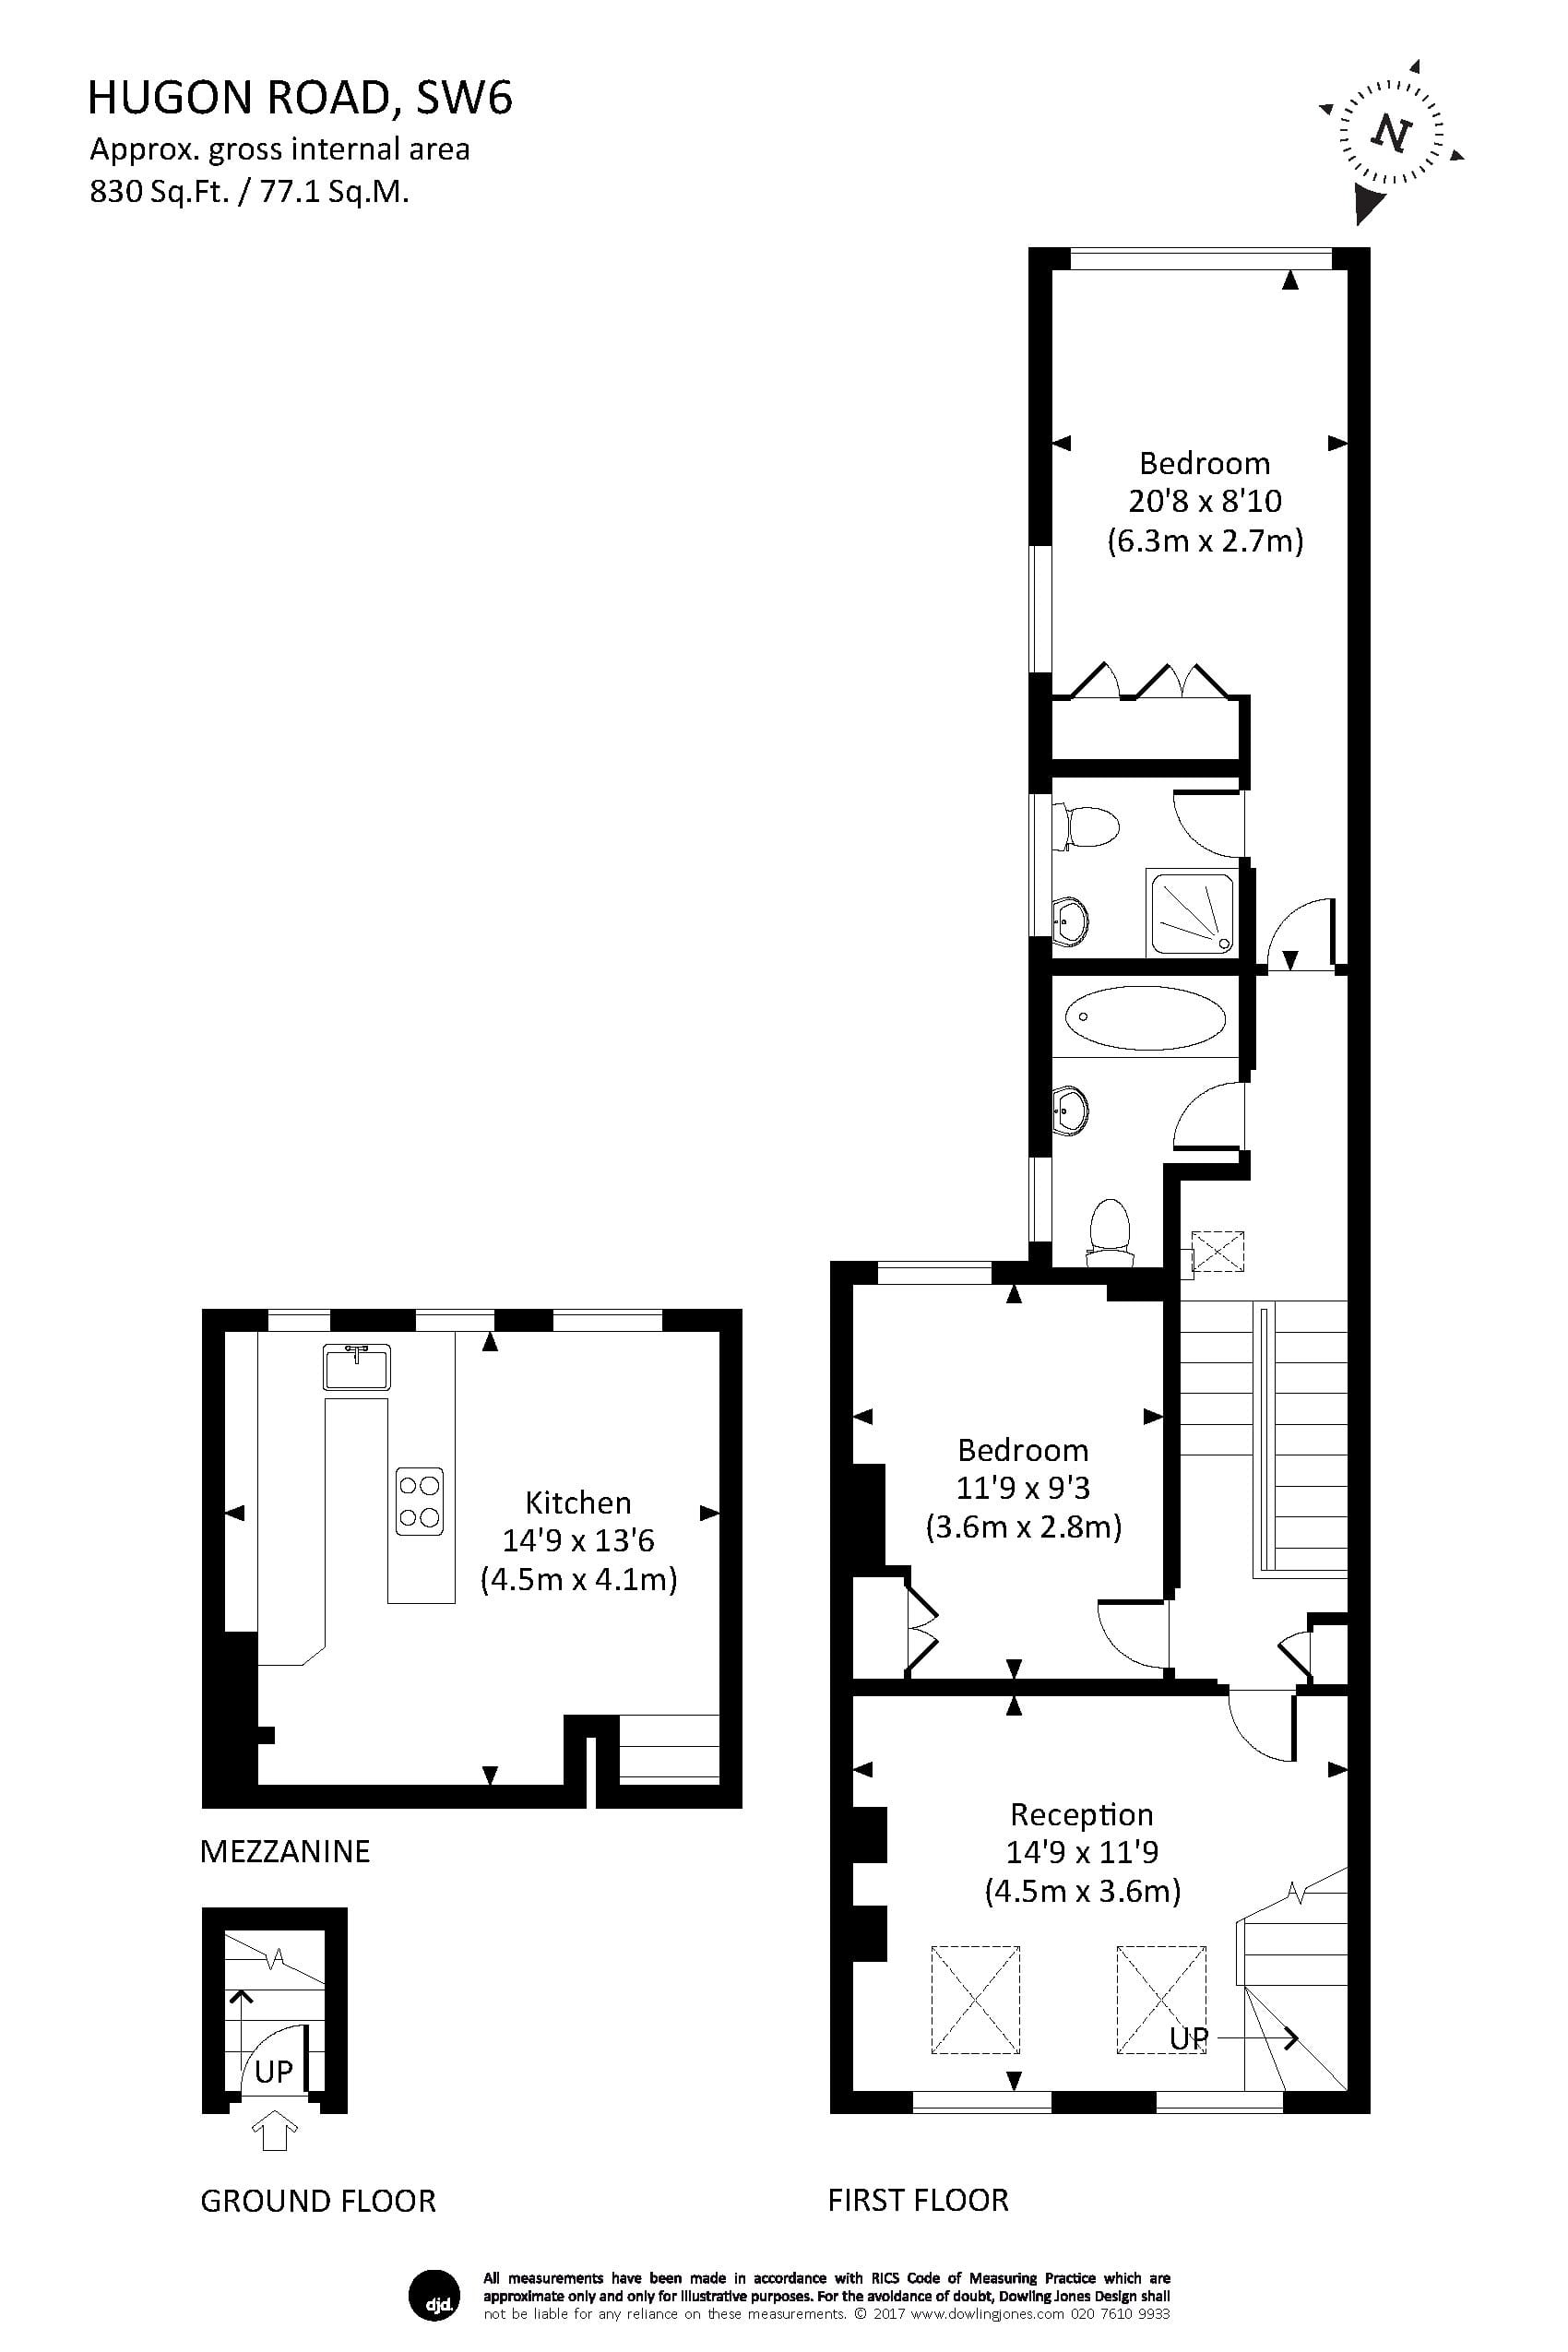 HUGON ROAD, SW6
Approx. gross internal area
830 Sq.Ft. / 77.1 Sq.M.
N
Bedroom
20'8 x 8'10
(6.3m x 2.7m)
Bedroom
11'9 x 9'3
(3.6m x 2.8m)
Kitchen
14'9 x 13'6
(4.5m x 4.1m)
MEZZANINE
Reception
14'9 x 11'9
(4.5m x 3.6m)
UP
UP
GROUND FLOOR
FIRST FLOOR
djd.
All measurements have been made in accordance with RICS Code of Measuring Practice which are
approximate only and only for illustrative purposes. For the avoidance of doubt, Dowling Jones Design shall
not be liable for any reliance on these measurements. © 2017 www.dowlingjones.com 020 7610 9933